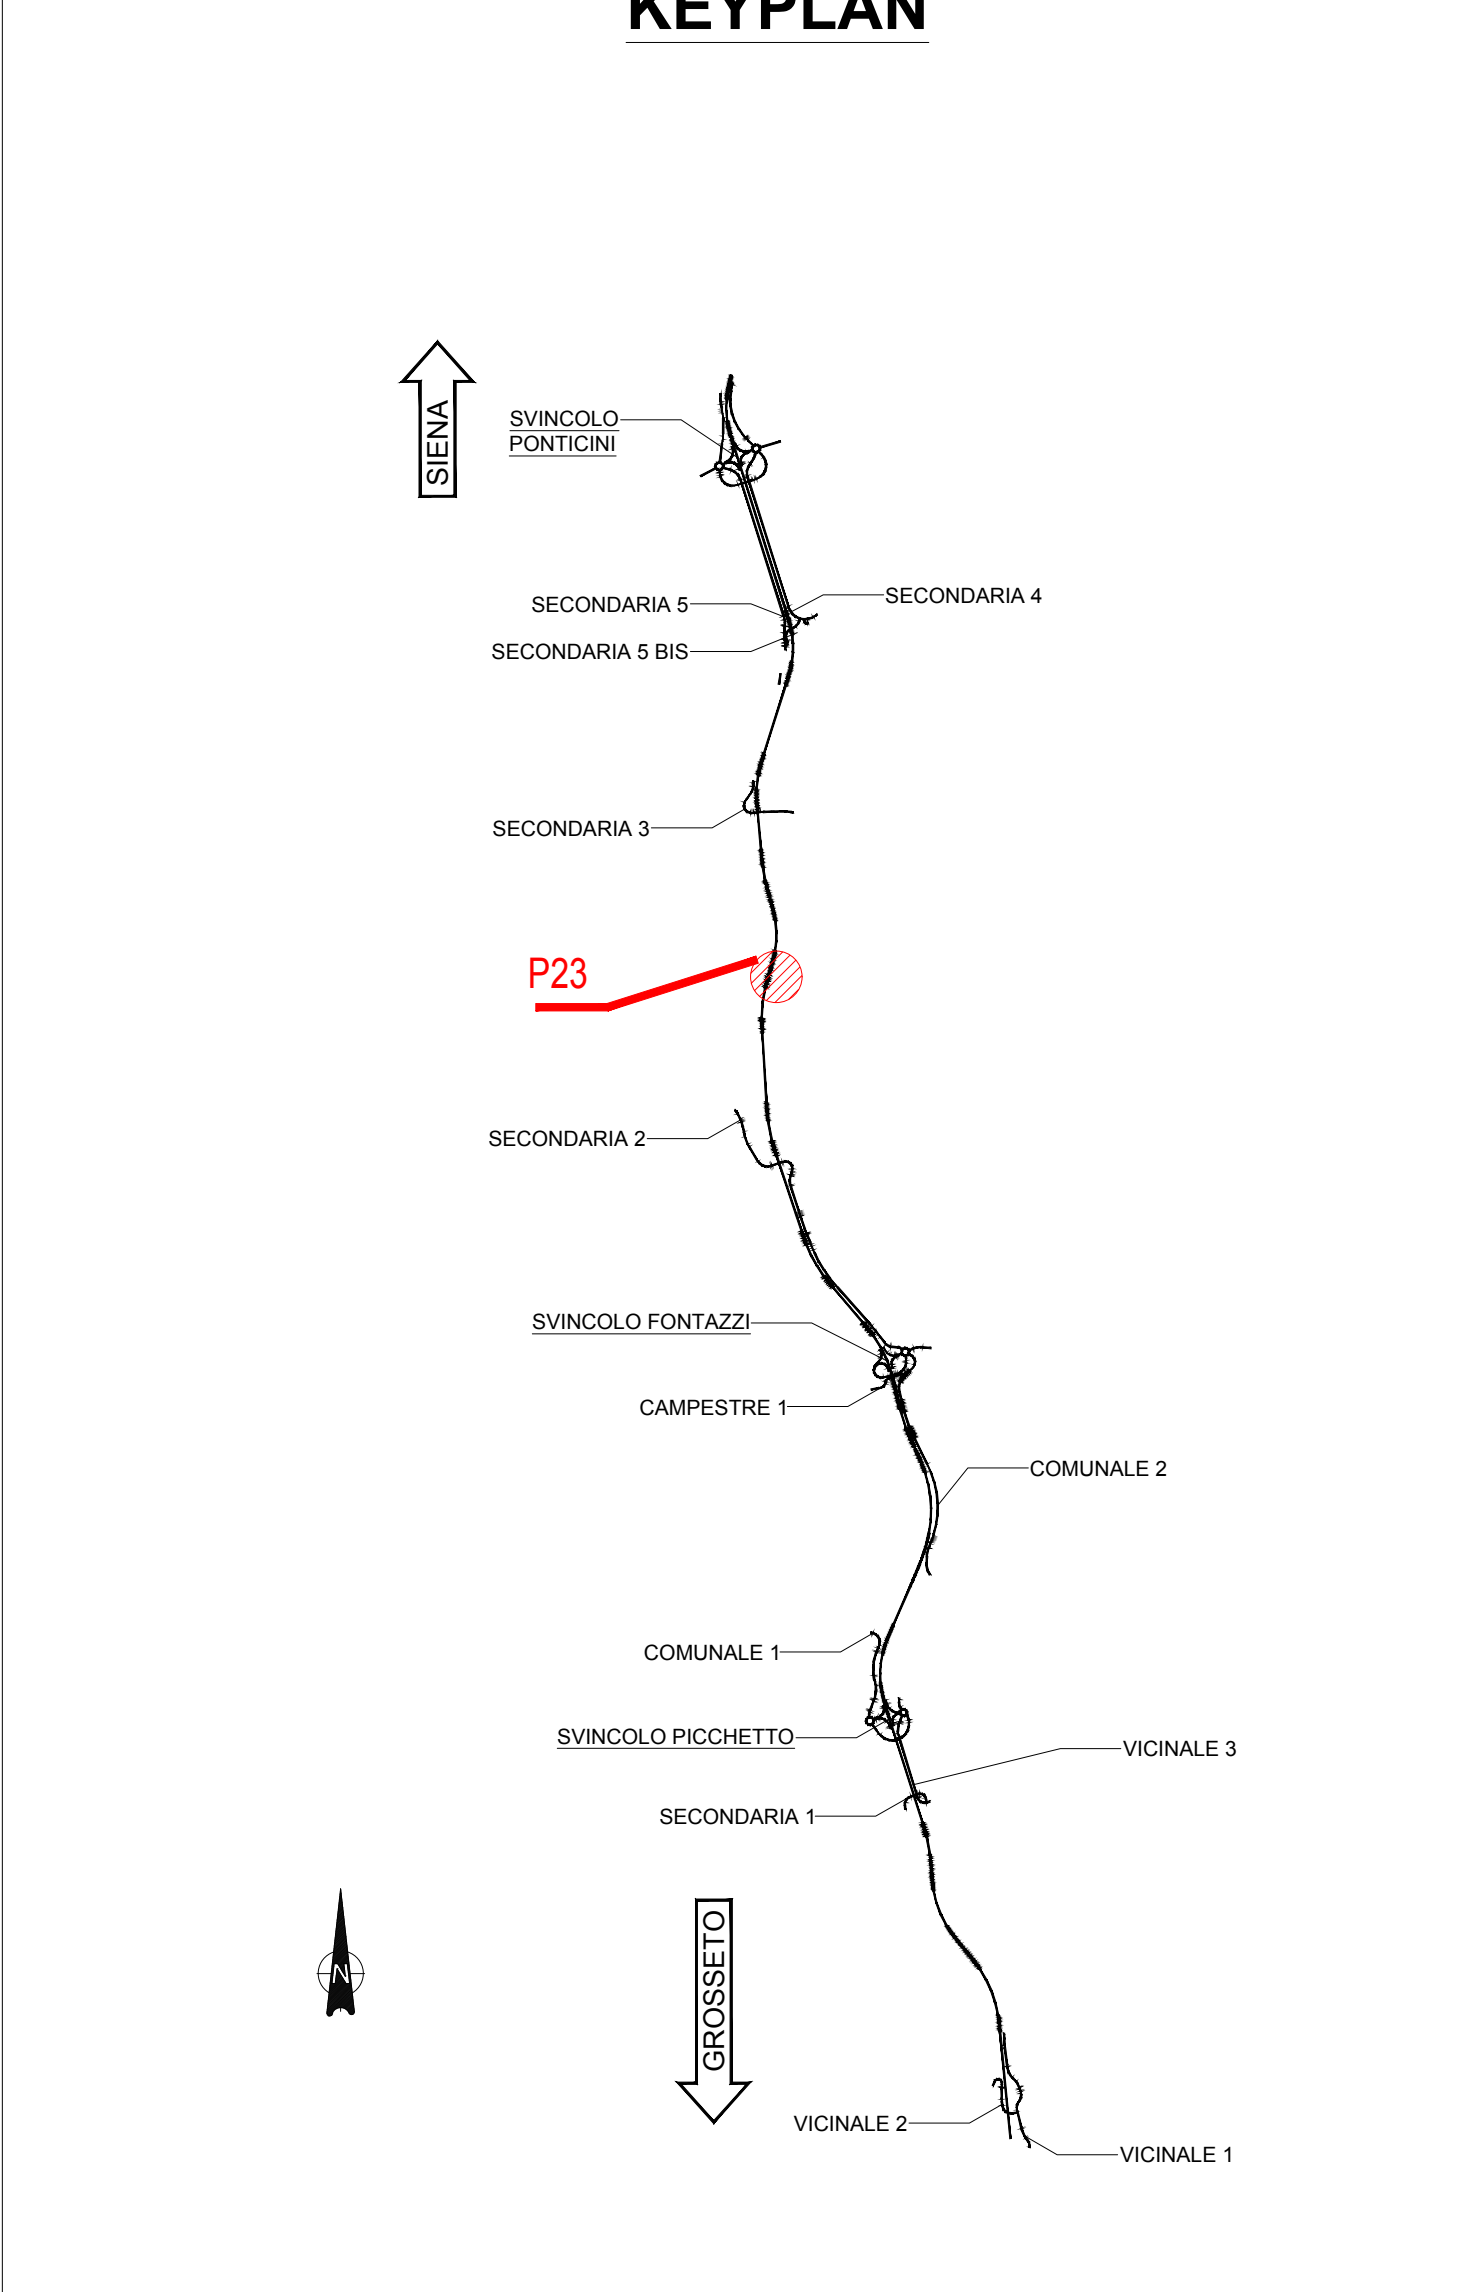 KEYPLAN
SIENA
SVINCOLO
PONTICINI
SECONDARIA 5
SECONDARIA 4
SECONDARIA 5 BIS
SECONDARIA 3
P23
SECONDARIA 2
SVINCOLO FONTAZZI
CAMPESTRE 1
COMUNALE 2
COMUNALE 1
SVINCOLO PICCHETTO
VICINALE 3
SECONDARIA 1
GROSSETO
N
VICINALE 2
VICINALE 1